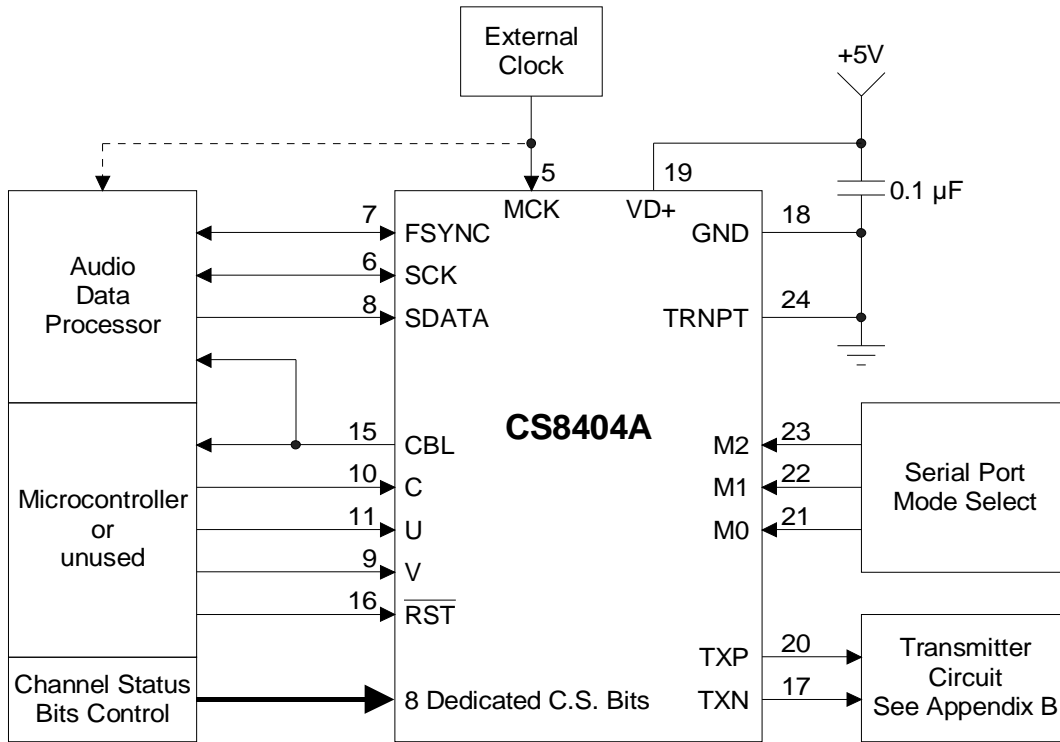 External
Clock
+5V
5
19
0.1 µF
MCK
VD+
7
FSYNC
GND
18
Audio
Data
Processor
6
SCK
8
SDATA
TRNPT
24
CS8404A
15
CBL
M2
23
Serial Port
Mode Select
10
C
M1
22
Microcontroller
or
unused
11
U
M0
21
9
V
16
RST
TXP
20
Transmitter
Circuit
See Appendix B
Channel Status
Bits Control
8 Dedicated C.S. Bits
TXN
17